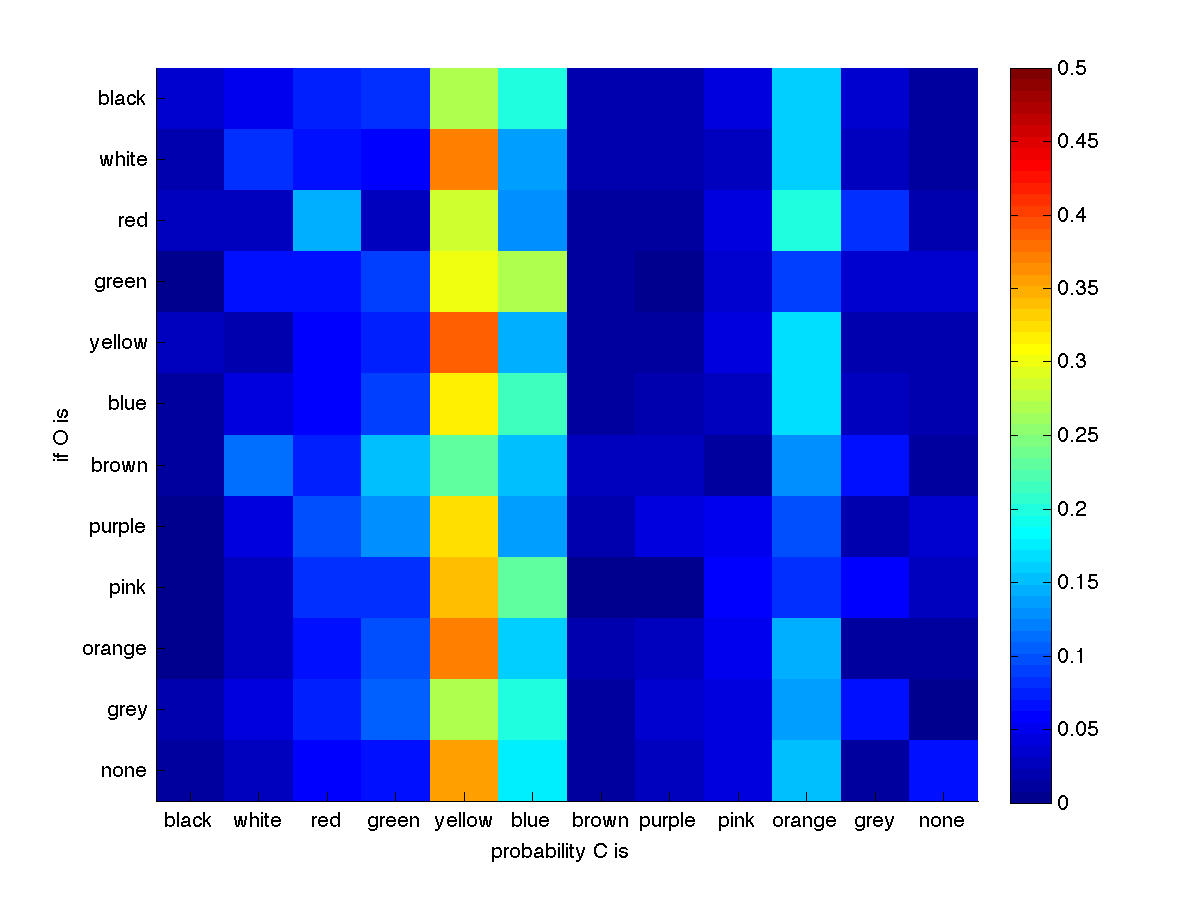 black
white
red
green
yellow
blue
brown
purple
pink
orange
grey
none
if O is
black white red green yellow blue brown purple pink orange grey none
probability C is
0.5
0.45
0.4
0.35
0.3
0.25
0.2
0.15
0.1
0.05
0